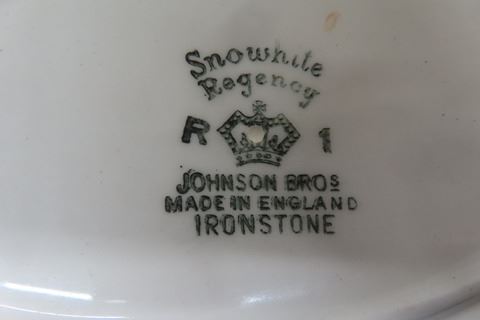 Snowhite
Regency
R 1
JOHNSON BROS
MADE IN ENGLAND
IRONSTONE